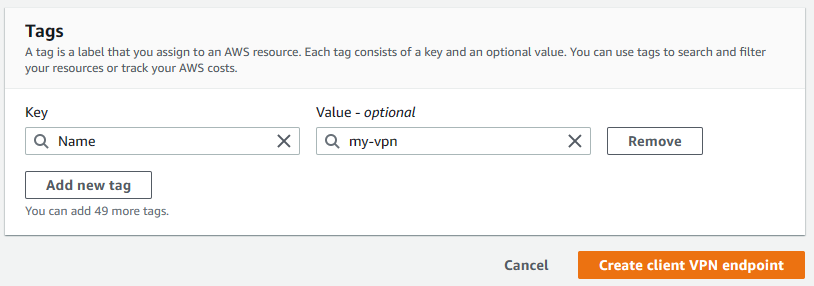 Tags
A tag is a label that you assign to an AWS resource. Each tag consists of a key and an optional value. You can use tags to search and filter
your resources or track your AWS costs.
Key
Value - optional
Name
my-vpn
Remove
Add new tag
You can add 49 more tags.
Cancel
Create client VPN endpoint